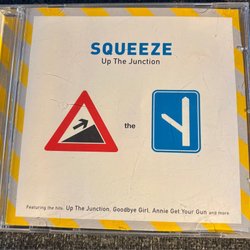 SQUEEZE
Up The Junction
the
Featuring the hits, Up The Junction, Goodbye Girl, Annie Get Your Gun and more.